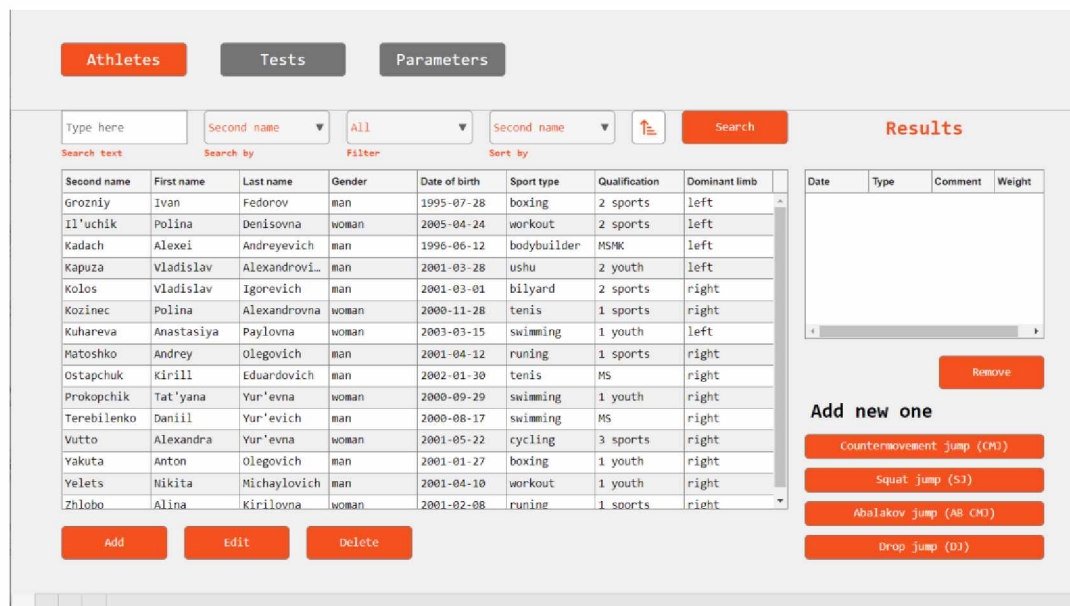 Athletes Tests Parameters
Type here Second name All Second name Search Results
Search text Search by Filter Sort by
Second name First name Last name Gender Date of birth Sport type Qualification Dominant limb Date Type Comment Weight
Grozniy Ivan Fedorov man 1995-07-28 boxing 2 sports left
Il'uchik Polina Denisovna woman 2005-04-24 workout 2 sports left
Kadach Alexei Andreyevich man 1996-06-12 bodybuilder MSMK left
Kapuza Vladislav Alexandrovi... man 2001-03-28 ushu 2 youth left
Kolos Vladislav Igorevich man 2001-03-01 bilyard 2 sports right
Kozinec Polina Alexandrovna woman 2000-11-28 tenis 1 sports right
Kuhareva Anastasiya Paylovna woman 2003-03-15 swimming 1 youth left
Matoshko Andrey Olegovich man 2001-04-12 runing 1 sports right
Ostapchuk Kirill Eduardovich man 2002-01-30 tenis MS right
Prokopchik Tat'yana Yur'evna woman 2000-09-29 swimming 1 youth right
Terebilenko Daniil Yur'evich man 2000-08-17 swimming MS right
Vutto Alexandra Yur'evna woman 2001-05-22 cycling 3 sports right
Yakuta Anton Olegovich man 2001-01-27 boxing 1 youth right
Yelets Nikita Michaylovich man 2001-04-10 workout 1 youth right
Zhlobo Alina Kirilovna woman 2001-02-08 runing 1 sports right
Remove
Add new one
Countermovement jump (CMJ)
Squat jump (SJ)
Abalakov jump (AB CMJ)
Drop jump (DJ)
Add Edit Delete